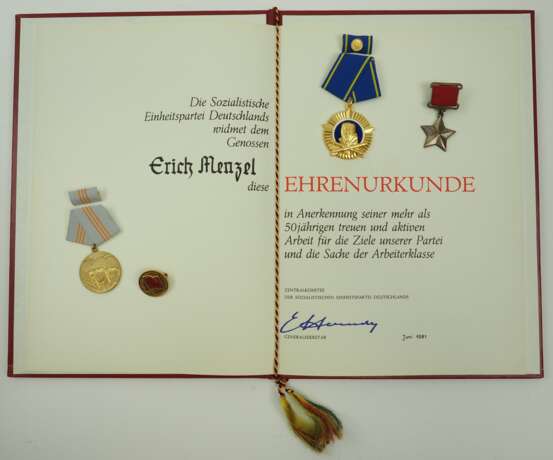 Die Sozialistische
Einheitspartei Deutschlands
widmet dem
Genossen
Erich Menzel
diese
EHRENURKUNDE
in Anerkennung seiner mehr als
50jährigen treuen und aktiven
Arbeit für die Ziele unserer Partei
und die Sache der Arbeiterklasse
ZENTRALKOMITEE
DER SOZIALISTISCHEN EINHEITSPARTEI DEUTSCHLANDS
GENERALSEKRETÄR
Juni 1981